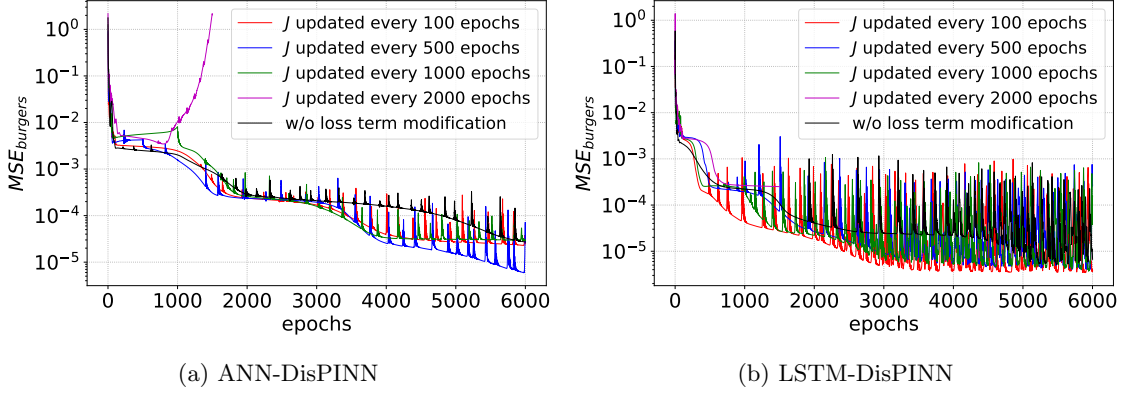 10^0
10^-1
10^-2
10^-3
10^-4
10^-5
MSE_burgers
0 1000 2000 3000 4000 5000 6000
epochs
J updated every 100 epochs
J updated every 500 epochs
J updated every 1000 epochs
J updated every 2000 epochs
w/o loss term modification
(a) ANN-DisPINN
10^0
10^-1
10^-2
10^-3
10^-4
10^-5
MSE_burgers
0 1000 2000 3000 4000 5000 6000
epochs
J updated every 100 epochs
J updated every 500 epochs
J updated every 1000 epochs
J updated every 2000 epochs
w/o loss term modification
(b) LSTM-DisPINN